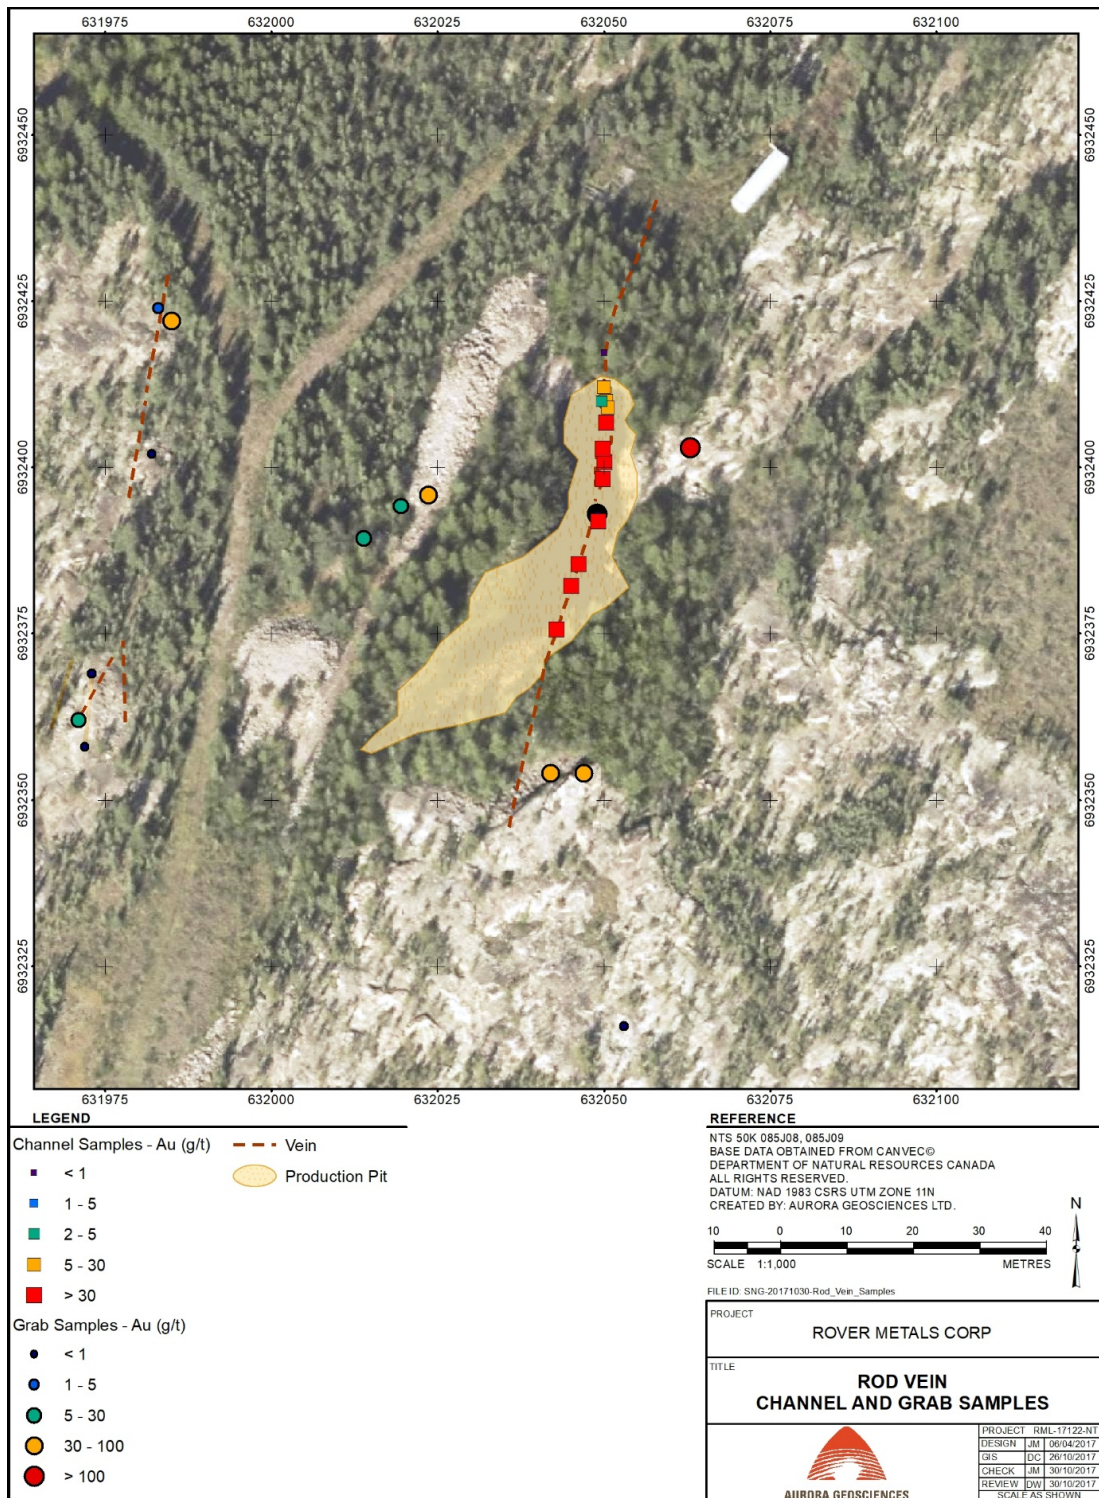 631975 632000 632025 632050 632075 632100
6932450 6932450
6932425 6932425
6932400 6932400
6932375 6932375
6932350 6932350
6932325 6932325
631975 632000 632025 632050 632075 632100
LEGEND
Channel Samples - Au (g/t)
< 1
1 - 5
2 - 5
5 - 30
> 30
Grab Samples - Au (g/t)
< 1
1 - 5
5 - 30
30 - 100
> 100
Vein
Production Pit
REFERENCE
NTS 50K 085J08, 085J09
BASE DATA OBTAINED FROM CANVEC©
DEPARTMENT OF NATURAL RESOURCES CANADA
ALL RIGHTS RESERVED.
DATUM: NAD 1983 CSRS UTM ZONE 11N
CREATED BY: AURORA GEOSCIENCES LTD.
N
10 0 10 20 30 40
SCALE 1:1,000 METRES
FILE ID: SNG-20171030-Rod_Vein_Samples
PROJECT
ROVER METALS CORP
TITLE
ROD VEIN
CHANNEL AND GRAB SAMPLES
AURORA GEOSCIENCES
PROJECT RML-17122-NT
DESIGN JM 06/04/2017
GIS DC 26/10/2017
CHECK JM 30/10/2017
REVIEW DW 30/10/2017
SCALE AS SHOWN